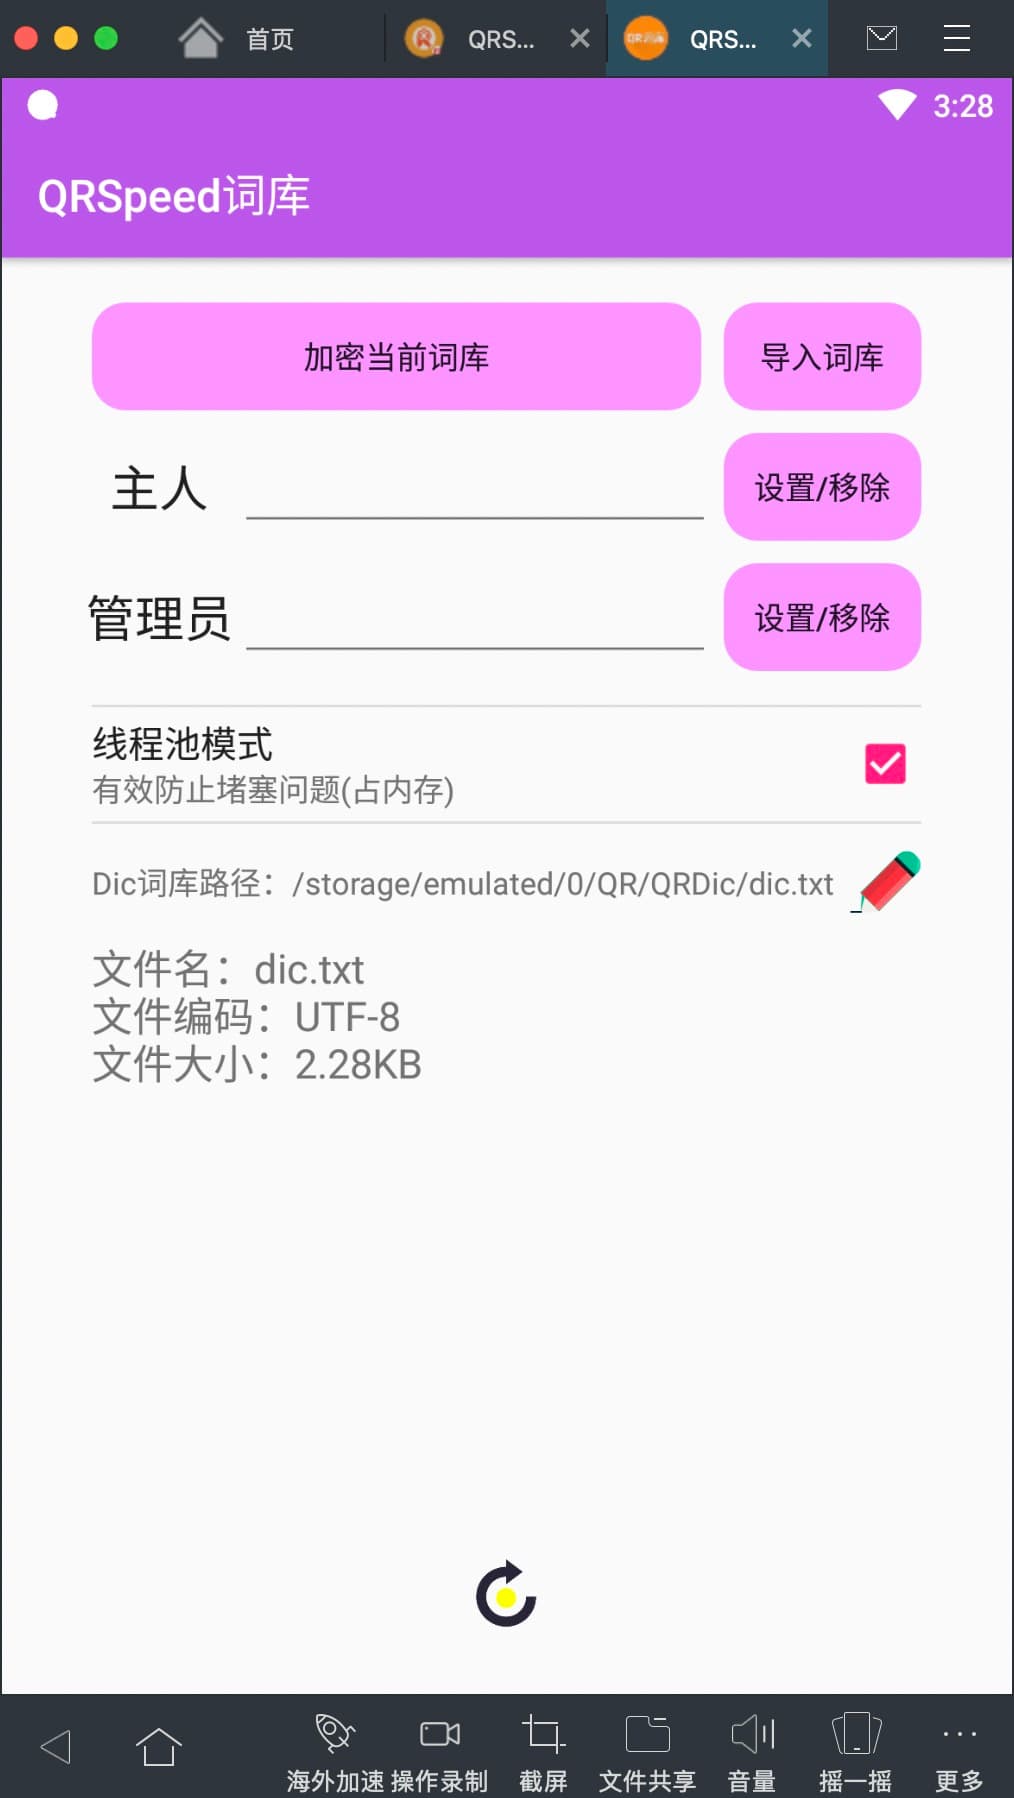 首页
QRS...
QRS...
3:28
QRSpeed词库
加密当前词库
导入词库
主人
设置/移除
管理员
设置/移除
线程池模式
有效防止堵塞问题(占内存)
Dic词库路径：/storage/emulated/0/QR/QRDic/dic.txt
文件名：dic.txt
文件编码：UTF-8
文件大小：2.28KB
海外加速
操作录制
截屏
文件共享
音量
摇一摇
更多